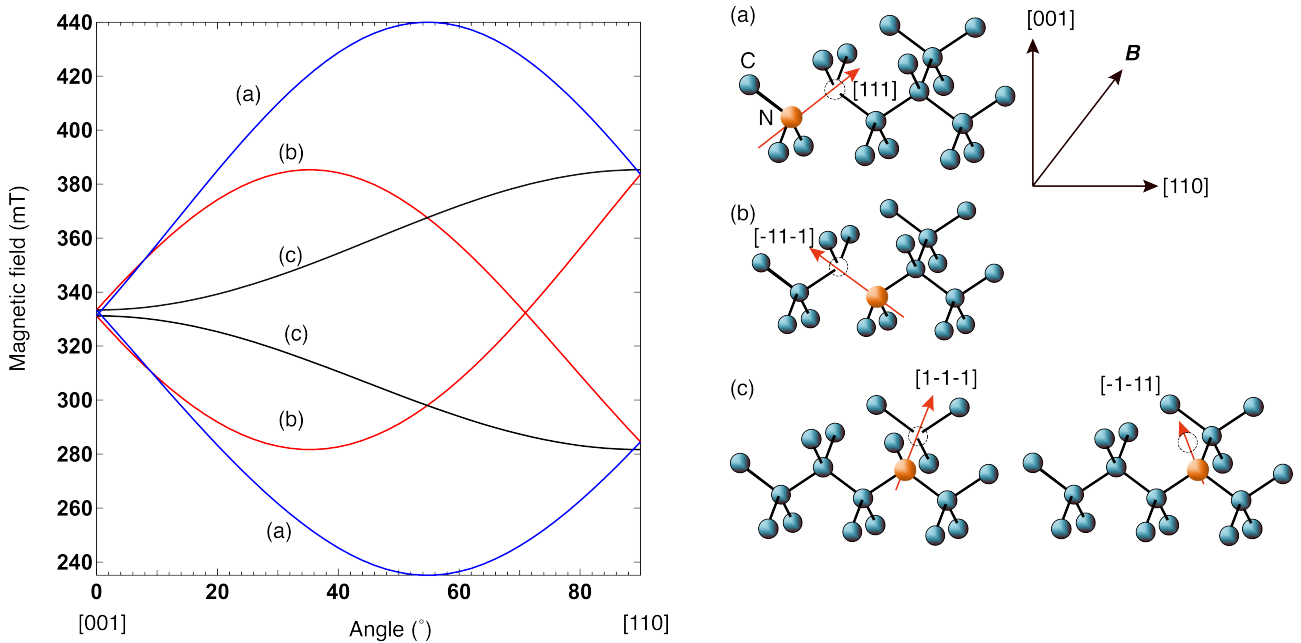 440
420
400
380
360
340
320
300
280
260
240
Magnetic field (mT)
0
20
40
60
80
[001]
Angle (°)
[110]
(a)
(b)
(c)
(c)
(b)
(a)
(a)
C
N
[111]
[001]
B
[110]
(b)
[-11-1]
(c)
[1-1-1]
[-1-11]